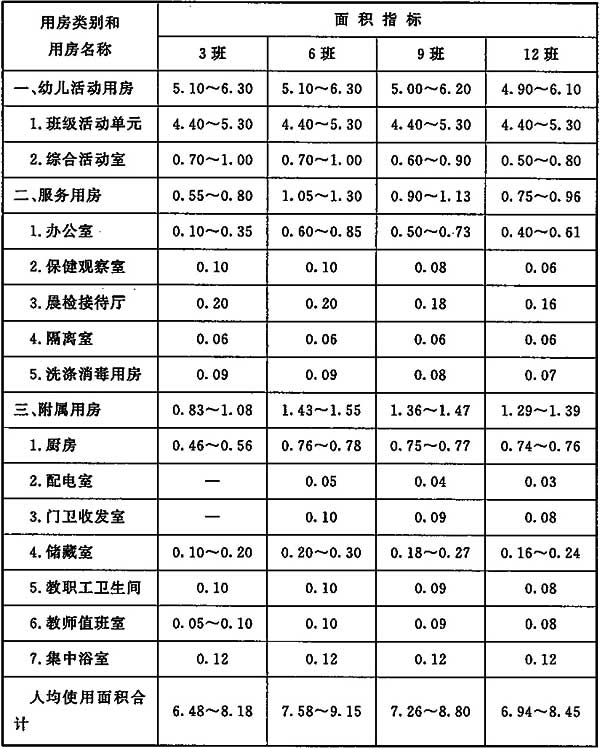 用房类别和用房名称 面积指标
3班 6班 9班 12班
一、幼儿活动用房 5.10～6.30 5.10～6.30 5.00～6.20 4.90～6.10
1.班级活动单元 4.40～5.30 4.40～5.30 4.40～5.30 4.40～5.30
2.综合活动室 0.70～1.00 0.70～1.00 0.60～0.90 0.50～0.80
二、服务用房 0.55～0.80 1.05～1.30 0.90～1.13 0.75～0.96
1.办公室 0.10～0.35 0.60～0.85 0.50～0.73 0.40～0.61
2.保健观察室 0.10 0.10 0.08 0.06
3.晨检接待厅 0.20 0.20 0.18 0.16
4.隔离室 0.06 0.06 0.06 0.06
5.洗涤消毒用房 0.09 0.09 0.08 0.07
三、附属用房 0.83～1.08 1.43～1.55 1.36～1.47 1.29～1.39
1.厨房 0.46～0.56 0.76～0.78 0.75～0.77 0.74～0.76
2.配电室 — 0.05 0.04 0.03
3.门卫收发室 — 0.10 0.09 0.08
4.储藏室 0.10～0.20 0.20～0.30 0.18～0.27 0.16～0.24
5.教职工卫生间 0.10 0.10 0.09 0.08
6.教师值班室 0.05～0.10 0.10 0.09 0.08
7.集中浴室 0.12 0.12 0.12 0.12
人均使用面积合计 6.48～8.18 7.58～9.15 7.26～8.80 6.94～8.45